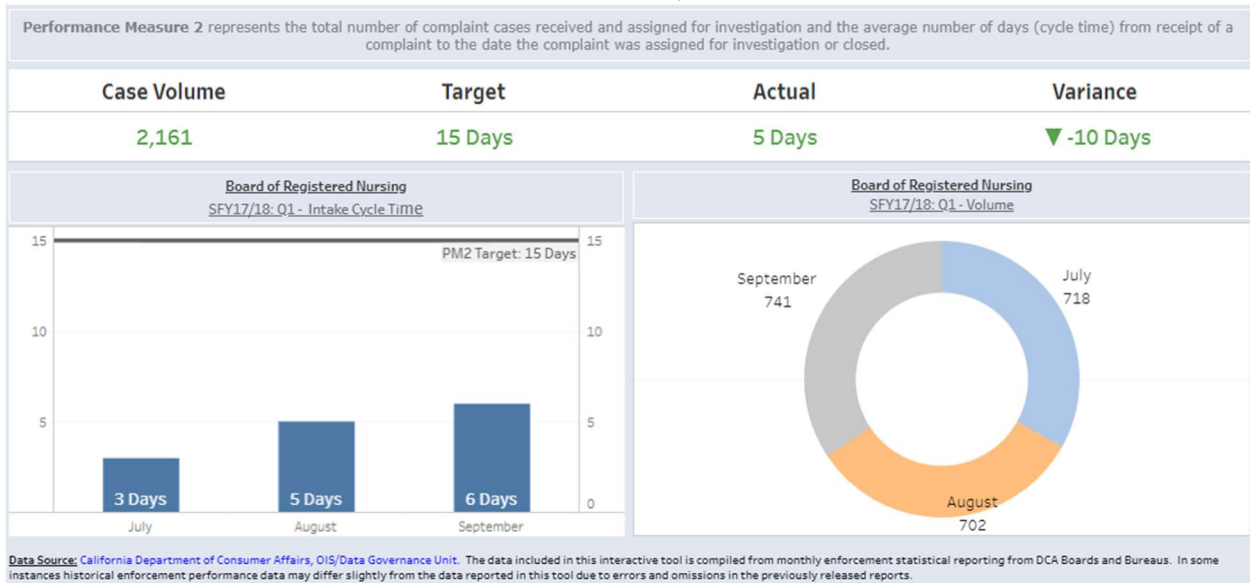 Performance Measure 2 represents the total number of complaint cases received and assigned for investigation and the average number of days (cycle time) from receipt of a
complaint to the date the complaint was assigned for investigation or closed.
Case Volume Target Actual Variance
2,161 15 Days 5 Days ▼ -10 Days
Board of Registered Nursing
SFY17/18: Q1 - Intake Cycle Time
15 15
PM2 Target: 15 Days
10 10
5 5
0
3 Days 5 Days 6 Days
July August September
Board of Registered Nursing
SFY17/18: Q1 - Volume
September
741
July
718
August
702
Data Source: California Department of Consumer Affairs, OIS/Data Governance Unit. The data included in this interactive tool is compiled from monthly enforcement statistical reporting from DCA Boards and Bureaus. In some
instances historical enforcement performance data may differ slightly from the data reported in this tool due to errors and omissions in the previously released reports.